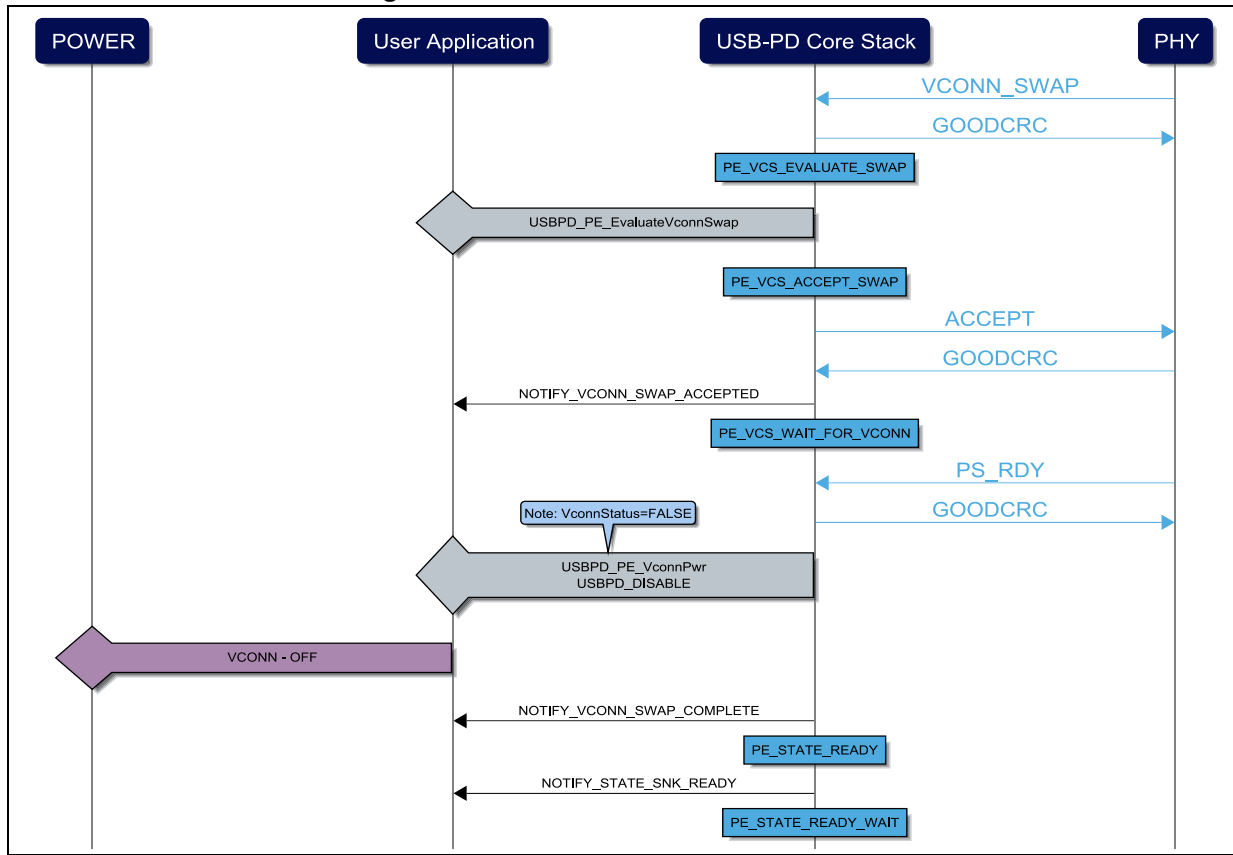 POWER
User Application
USB-PD Core Stack
PHY
VCONN_SWAP
GOODCRC
PE_VCS_EVALUATE_SWAP
USBPD_PE_EvaluateVconnSwap
PE_VCS_ACCEPT_SWAP
ACCEPT
GOODCRC
NOTIFY_VCONN_SWAP_ACCEPTED
PE_VCS_WAIT_FOR_VCONN
PS_RDY
GOODCRC
Note: VconnStatus=FALSE
USBPD_PE_VconnPwr
USBPD_DISABLE
VCONN - OFF
NOTIFY_VCONN_SWAP_COMPLETE
PE_STATE_READY
NOTIFY_STATE_SNK_READY
PE_STATE_READY_WAIT